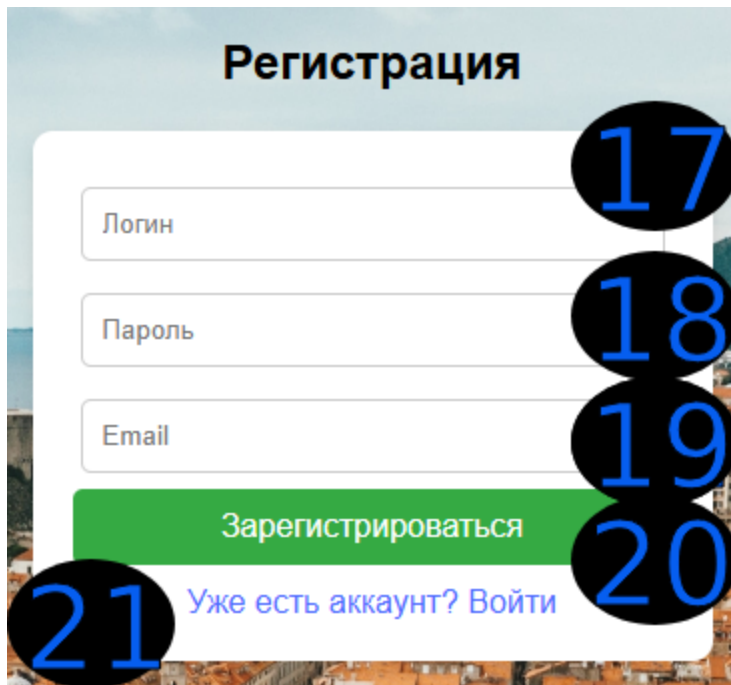 Регистрация
17
Логин
18
Пароль
19
Email
20
Зарегистрироваться
21
Уже есть аккаунт? Войти